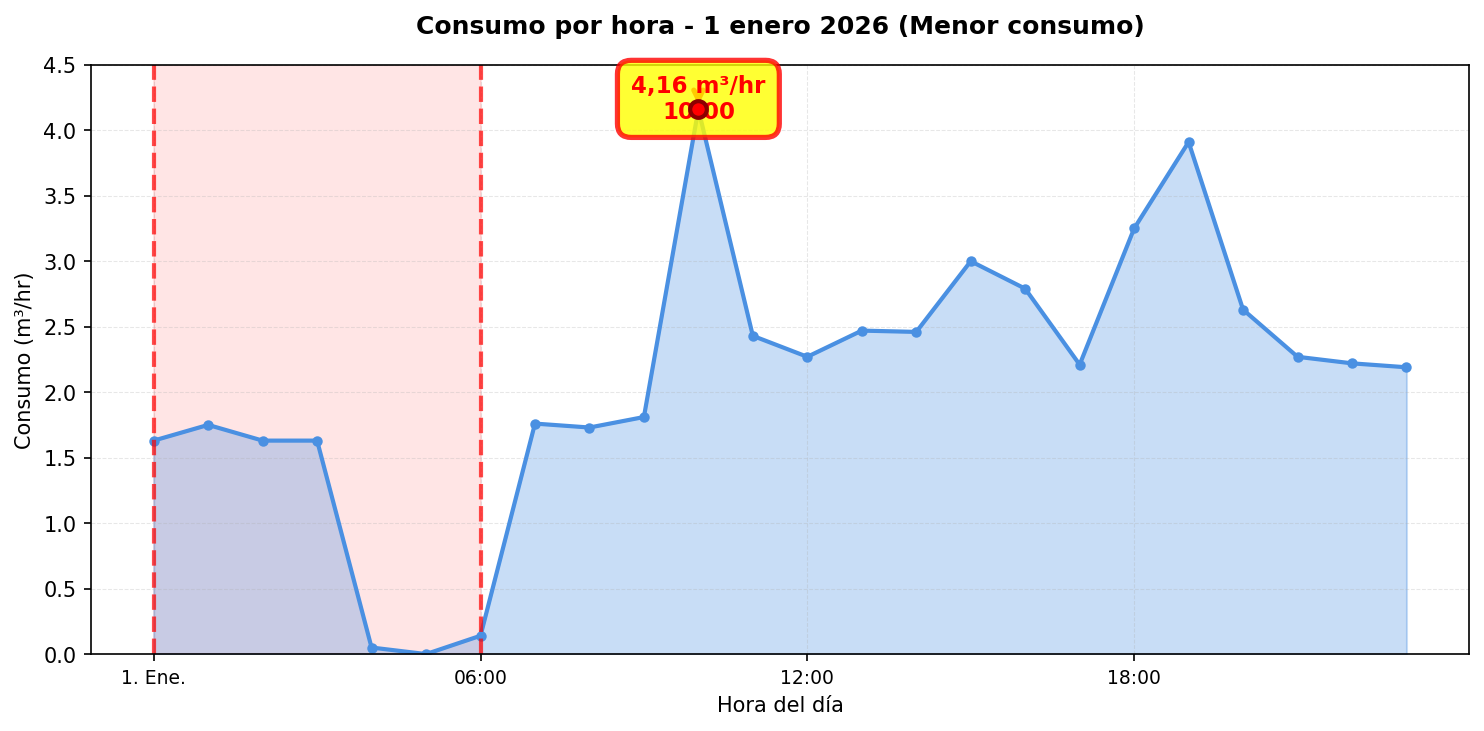 Consumo por hora - 1 enero 2026 (Menor consumo)
4,16 m³/hr
10:00
4.5
4.0
3.5
3.0
2.5
2.0
1.5
1.0
0.5
0.0
Consumo (m³/hr)
1. Ene.
06:00
12:00
18:00
Hora del día